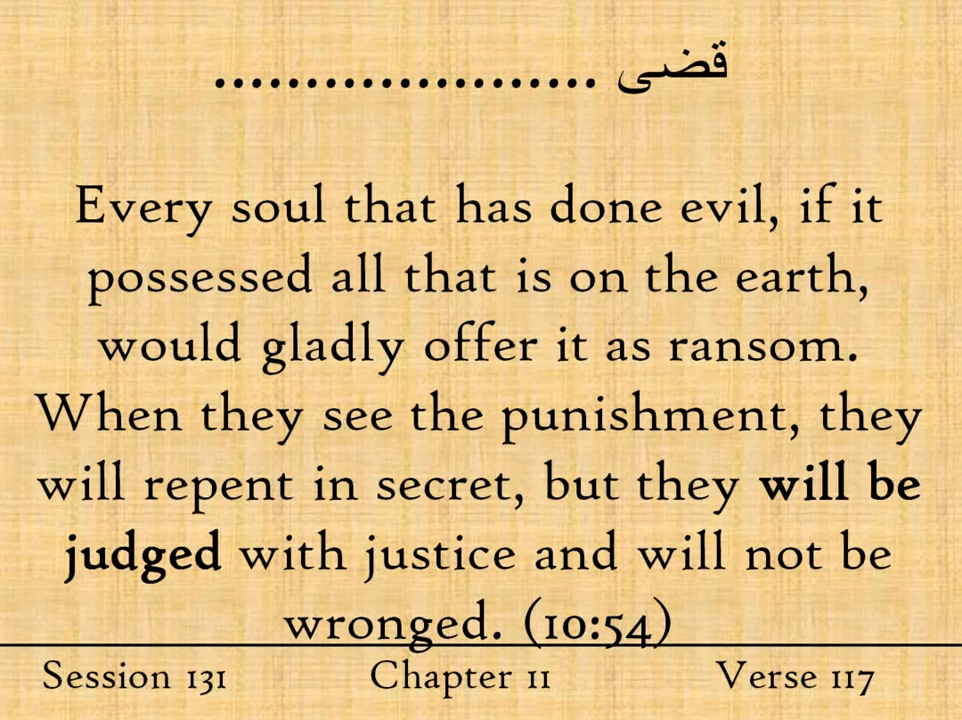 قضى .....................
Every soul that has done evil, if it
possessed all that is on the earth,
would gladly offer it as ransom.
When they see the punishment, they
will repent in secret, but they will be
judged with justice and will not be
wronged. (10:54)
Session 131 Chapter 11 Verse 117